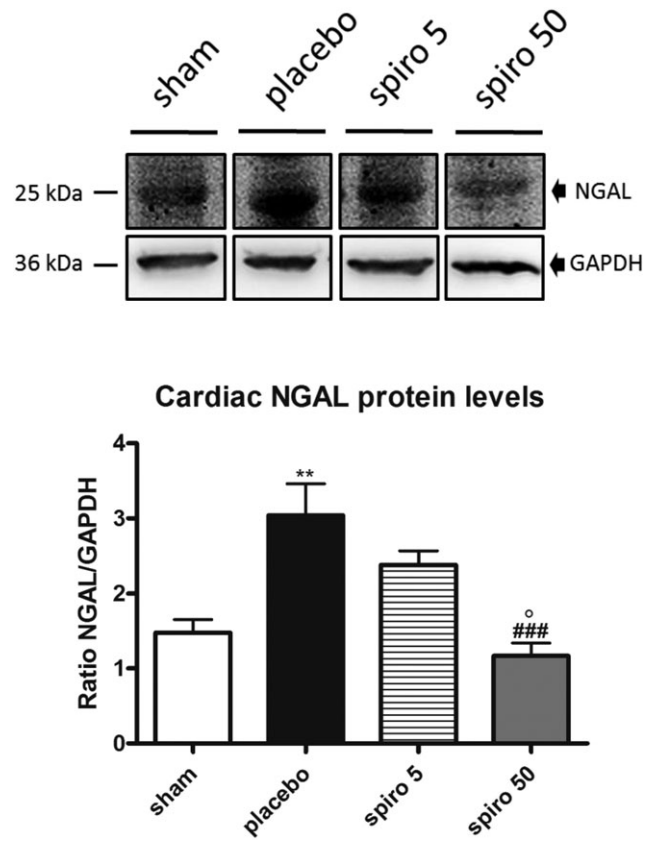 sham placebo spiro 5 spiro 50
25 kDa NGAL
36 kDa GAPDH
Cardiac NGAL protein levels
Ratio NGAL/GAPDH
4
3
2
1
0
**
°
###
sham placebo spiro 5 spiro 50